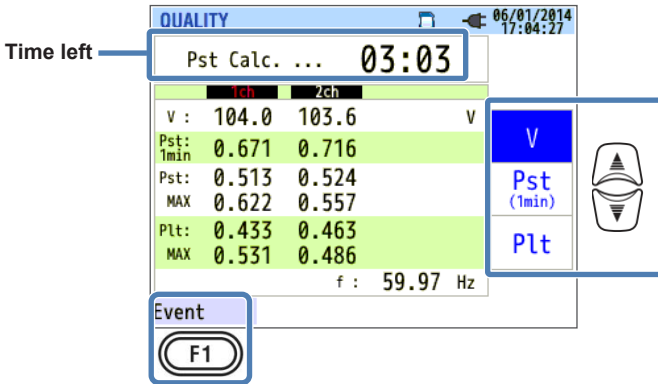 QUALITY
06/01/2014
17:04:27
Time left
Pst Calc. ... 03:03
1ch 2ch
V : 104.0 103.6 V
Pst: 1min 0.671 0.716
Pst: 0.513 0.524
MAX 0.622 0.557
Plt: 0.433 0.463
MAX 0.531 0.486
f : 59.97 Hz
V
Pst
(1min)
Plt
Event
F1